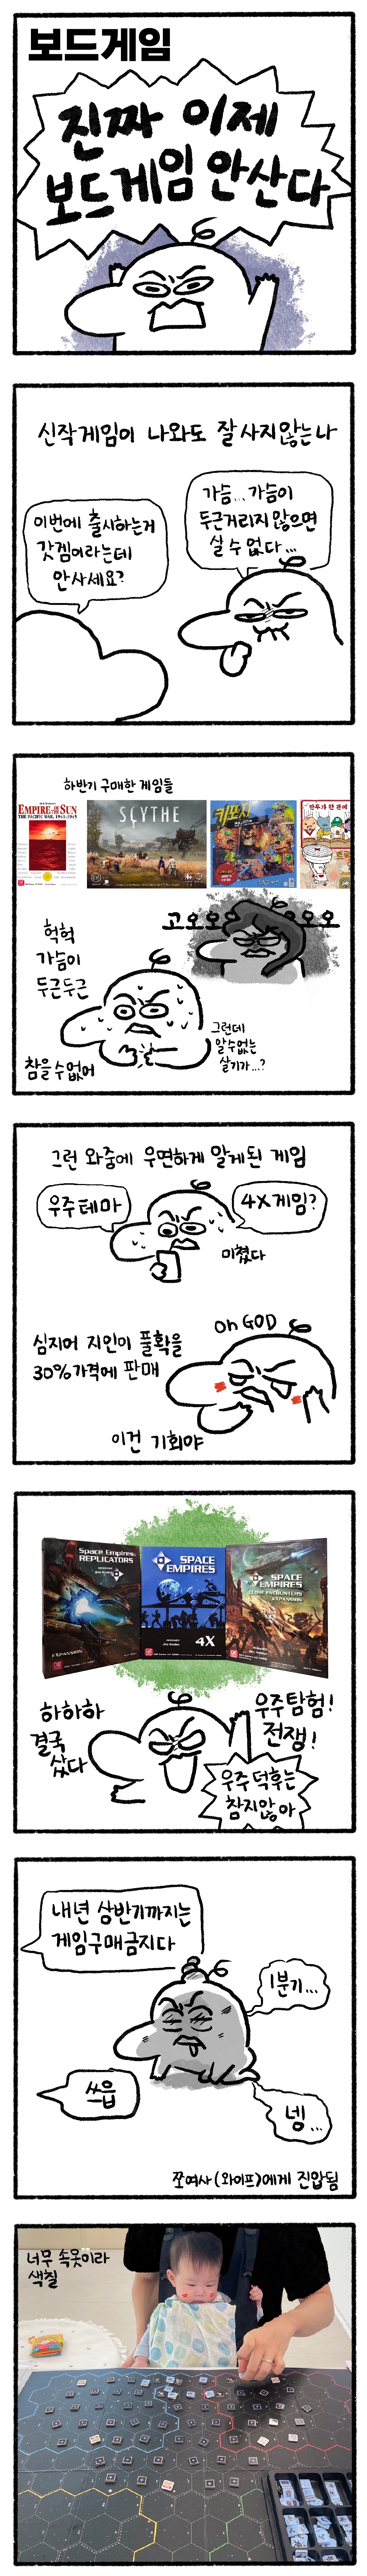 보드게임
진짜 이제
보드게임 안산다
신작게임이 나와도 잘 사지않는나
이번에 출시하는거
갓겜이라는데
안사세요?
가슴...가슴이
두근거리지 않으면
살 수 없다...
하반기 구매한 게임들
EMPIRE OF THE SUN
THE PACIFIC WAR, 1941-1945
SCYTHE
키포지
만두가 한 판에
고오오오오오오
헉헉
가슴이
두근두근
참을수없어
그런데
알수없는
살기가...?
그런 와중에 우연하게 알게된 게임
우주테마
4X게임?
미쳤다
심지어 지인이 풀확을
30%가격에 판매
oh GOD
이건 기회야
Space Empires:
REPLICATORS
EXPANSION
SPACE
EMPIRES
4X
SPACE
EMPIRES
CLOSE ENCOUNTERS
EXPANSION
하하하
결국
샀다
우주탐험!
전쟁!
우주덕후는
참지않아
내년 상반기까지는
게임구매금지다
1분기...
쓰읍
넹...
쪼여사(와이프)에게 진압됨
너무 속옷이라
색칠